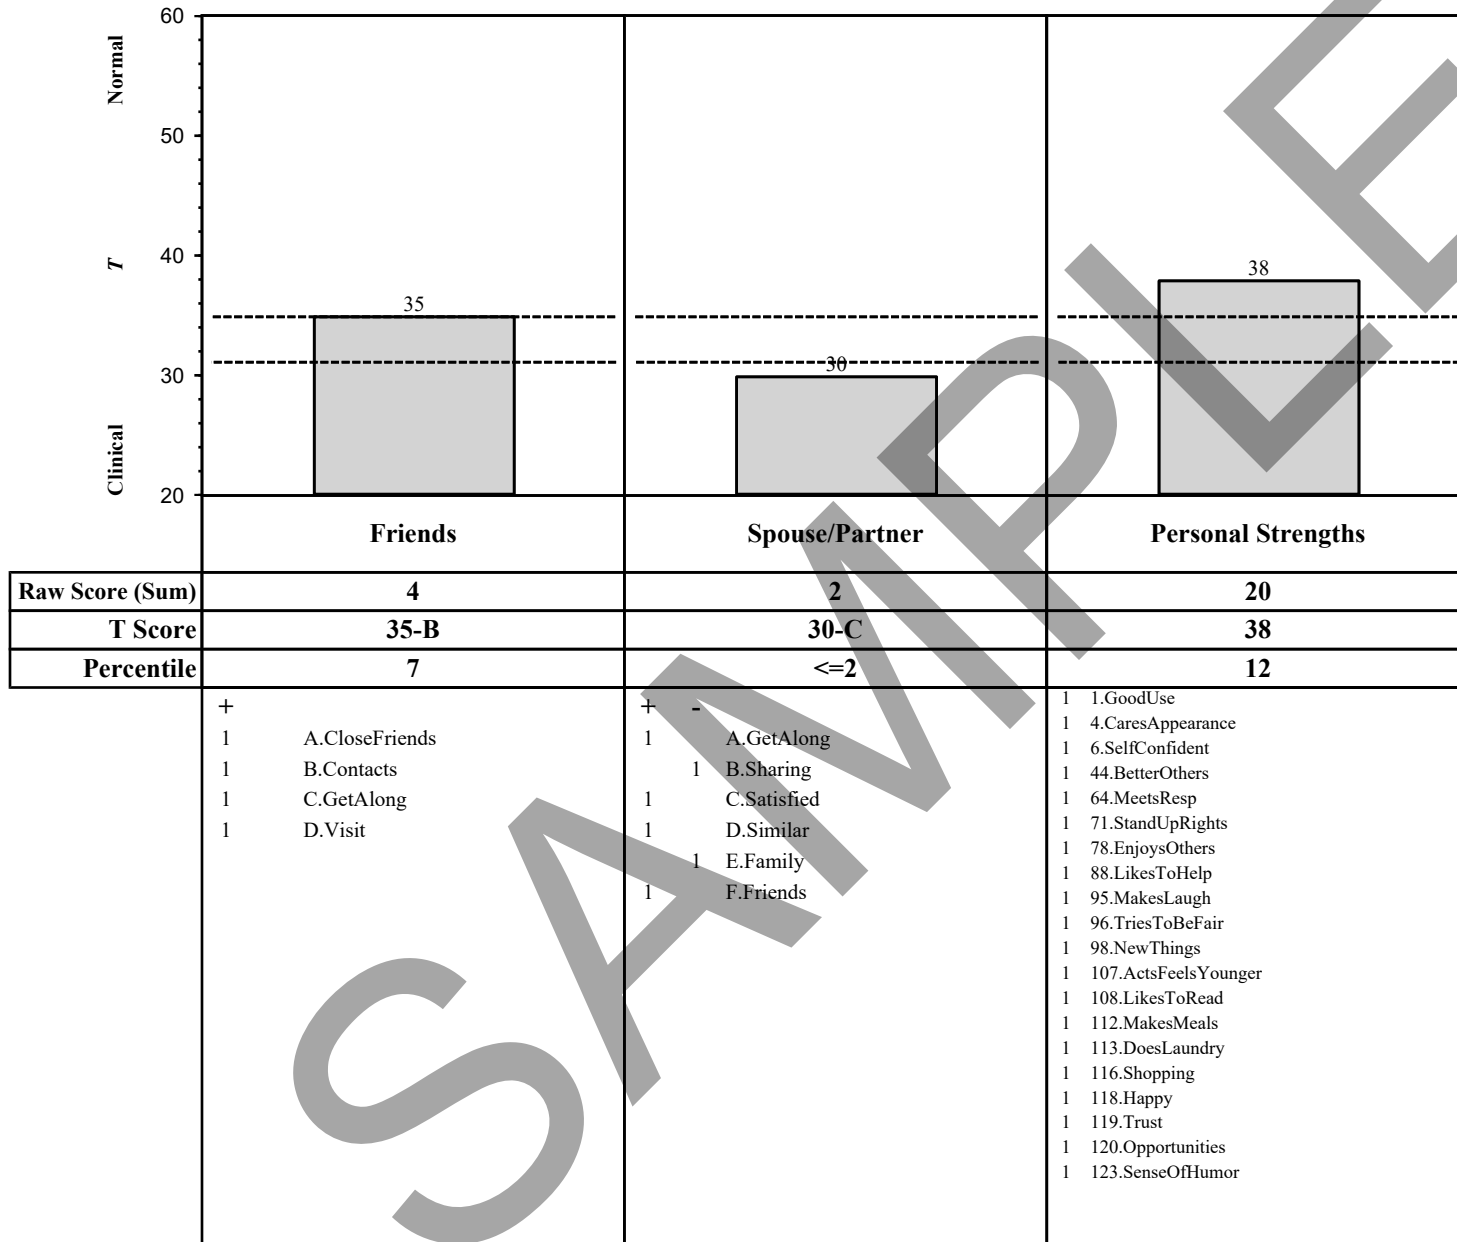 60
Normal
50
T
40
30
Clinical
20
35
30
38
Friends
Spouse/Partner
Personal Strengths
Raw Score (Sum) 4 2 20
T Score 35-B 30-C 38
Percentile 7 <=2 12
+
1 A.CloseFriends
1 B.Contacts
1 C.GetAlong
1 D.Visit
+ -
1 A.GetAlong
1 B.Sharing
1 C.Satisfied
1 D.Similar
1 E.Family
1 F.Friends
1 1.GoodUse
1 4.CaresAppearance
1 6.SelfConfident
1 44.BetterOthers
1 64.MeetsResp
1 71.StandUpRights
1 78.EnjoysOthers
1 88.LikesToHelp
1 95.MakesLaugh
1 96.TriesToBeFair
1 98.NewThings
1 107.ActsFeelsYounger
1 108.LikesToRead
1 112.MakesMeals
1 113.DoesLaundry
1 116.Shopping
1 118.Happy
1 119.Trust
1 120.Opportunities
1 123.SenseOfHumor
SAMPLE